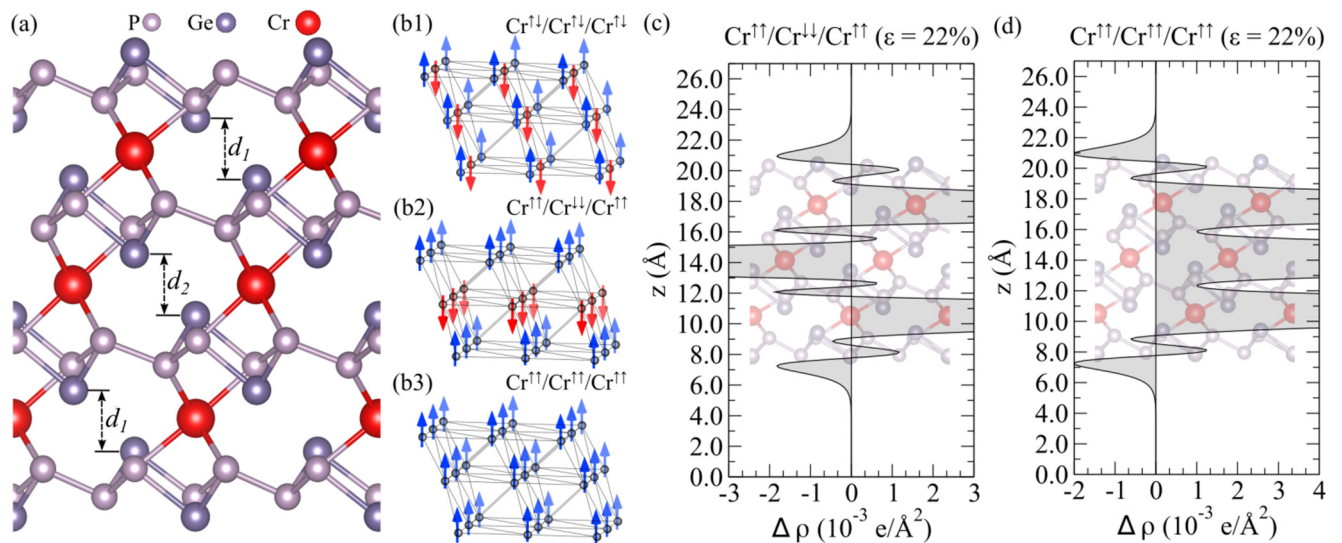 (a)
P Ge Cr
d1
d2
d1
(b1)
Cr↑↓/Cr↑↓/Cr↑↓
(b2)
Cr↑↑/Cr↓↓/Cr↑↑
(b3)
Cr↑↑/Cr↑↑/Cr↑↑
(c)
Cr↑↑/Cr↓↓/Cr↑↑ (ε = 22%)
z (Å)
26.0
24.0
22.0
20.0
18.0
16.0
14.0
12.0
10.0
8.0
6.0
4.0
2.0
0.0
-3 -2 -1 0 1 2 3
Δ ρ (10⁻³ e/Å²)
(d)
Cr↑↑/Cr↑↑/Cr↑↑ (ε = 22%)
z (Å)
26.0
24.0
22.0
20.0
18.0
16.0
14.0
12.0
10.0
8.0
6.0
4.0
2.0
0.0
-2 -1 0 1 2 3 4
Δ ρ (10⁻³ e/Å²)